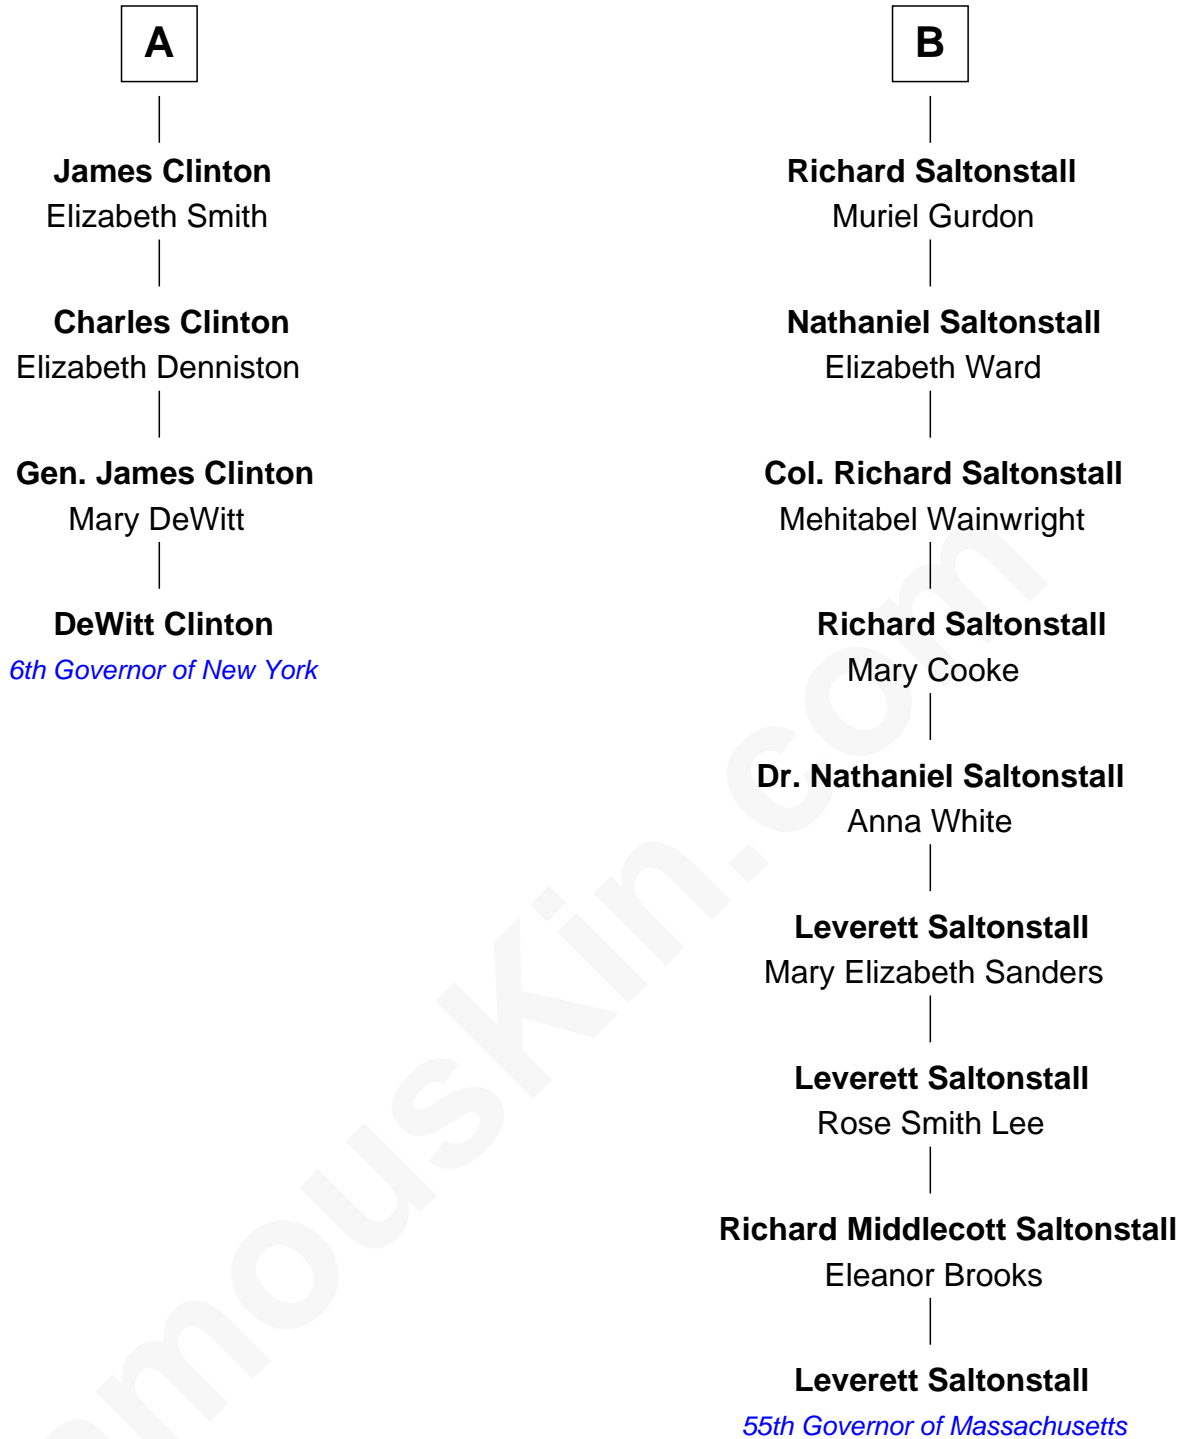 A
James Clinton
Elizabeth Smith
Charles Clinton
Elizabeth Denniston
Gen. James Clinton
Mary DeWitt
DeWitt Clinton
6th Governor of New York
B
Richard Saltonstall
Muriel Gurdon
Nathaniel Saltonstall
Elizabeth Ward
Col. Richard Saltonstall
Mehitabel Wainwright
Richard Saltonstall
Mary Cooke
Dr. Nathaniel Saltonstall
Anna White
Leverett Saltonstall
Mary Elizabeth Sanders
Leverett Saltonstall
Rose Smith Lee
Richard Middlecott Saltonstall
Eleanor Brooks
Leverett Saltonstall
55th Governor of Massachusetts
amousKin.com